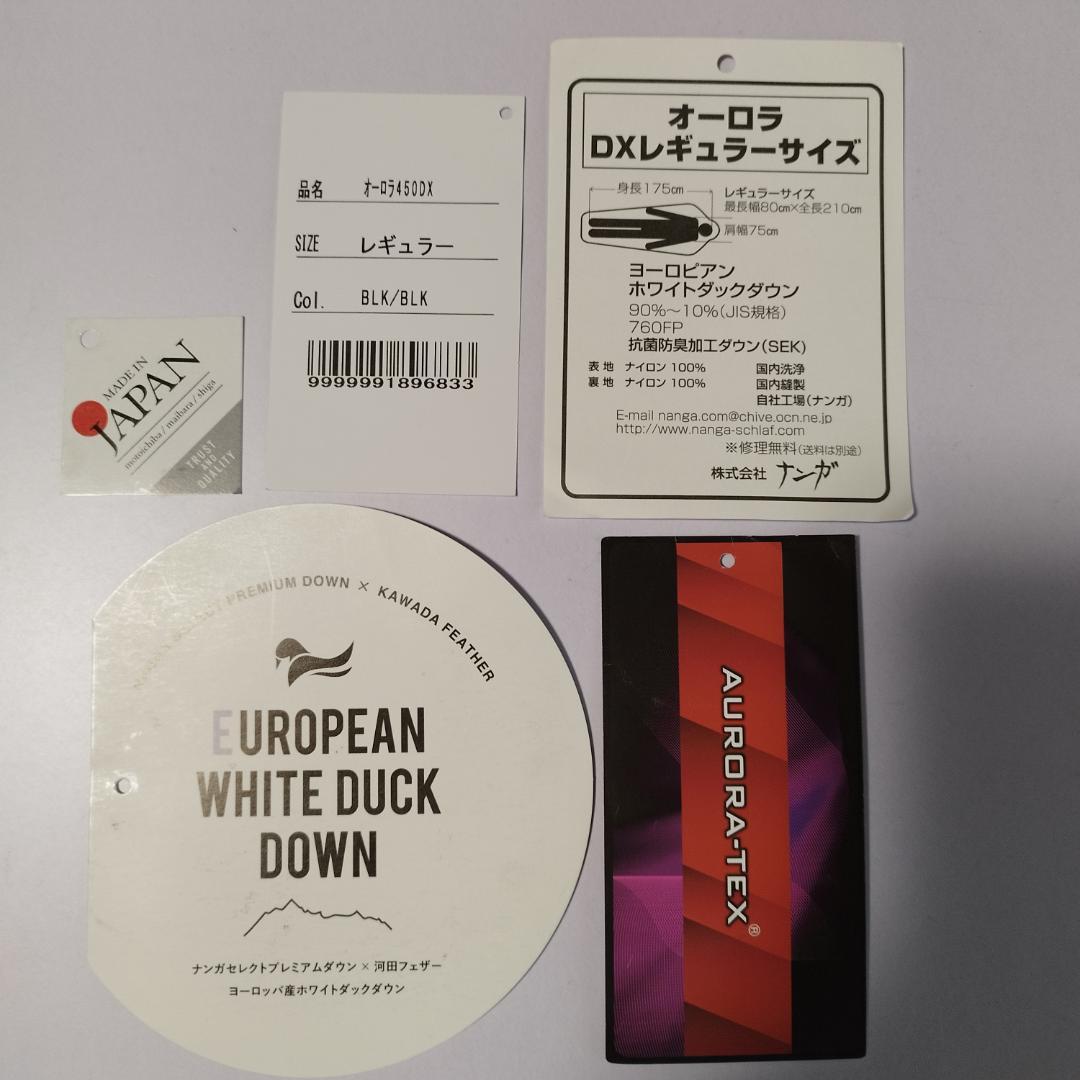 オーロラ
DXレギュラーサイズ
身長175cm
レギュラーサイズ
最長幅80cm×全長210cm
肩幅75cm
ヨーロピアン
ホワイトダックダウン
90%～10%(JIS規格)
760FP
抗菌防臭加工ダウン(SEK)
表地 ナイロン 100% 国内洗浄
裏地 ナイロン 100% 国内縫製
自社工場(ナンガ)
E-mail nanga.com@chive.ocn.ne.jp
http://www.nanga-schlaf.com
※修理無料(送料は別途)
株式会社 ナンガ
品名 オーロラ450DX
SIZE レギュラー
Col. BLK/BLK
9999991896833
MADE IN
JAPAN
motoichiba / maibara / shiga
TRUST
AND
QUALITY
PREMIUM DOWN × KAWADA FEATHER
EUROPEAN
WHITE DUCK
DOWN
ナンガセレクトプレミアムダウン × 河田フェザー
ヨーロッパ産ホワイトダックダウン
AURORA-TEX®